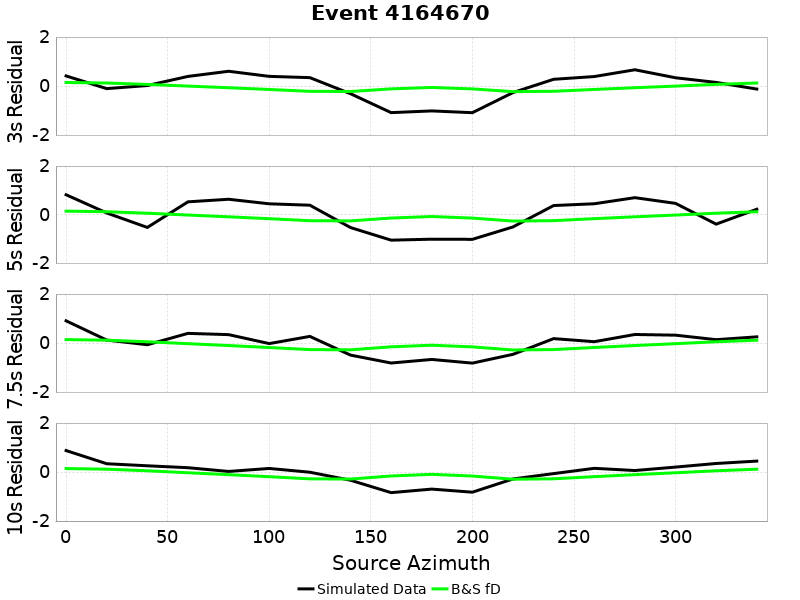 Event 4164670
3s Residual
2
0
-2
5s Residual
2
0
-2
7.5s Residual
2
0
-2
10s Residual
2
0
-2
0 50 100 150 200 250 300
Source Azimuth
Simulated Data B&S fD